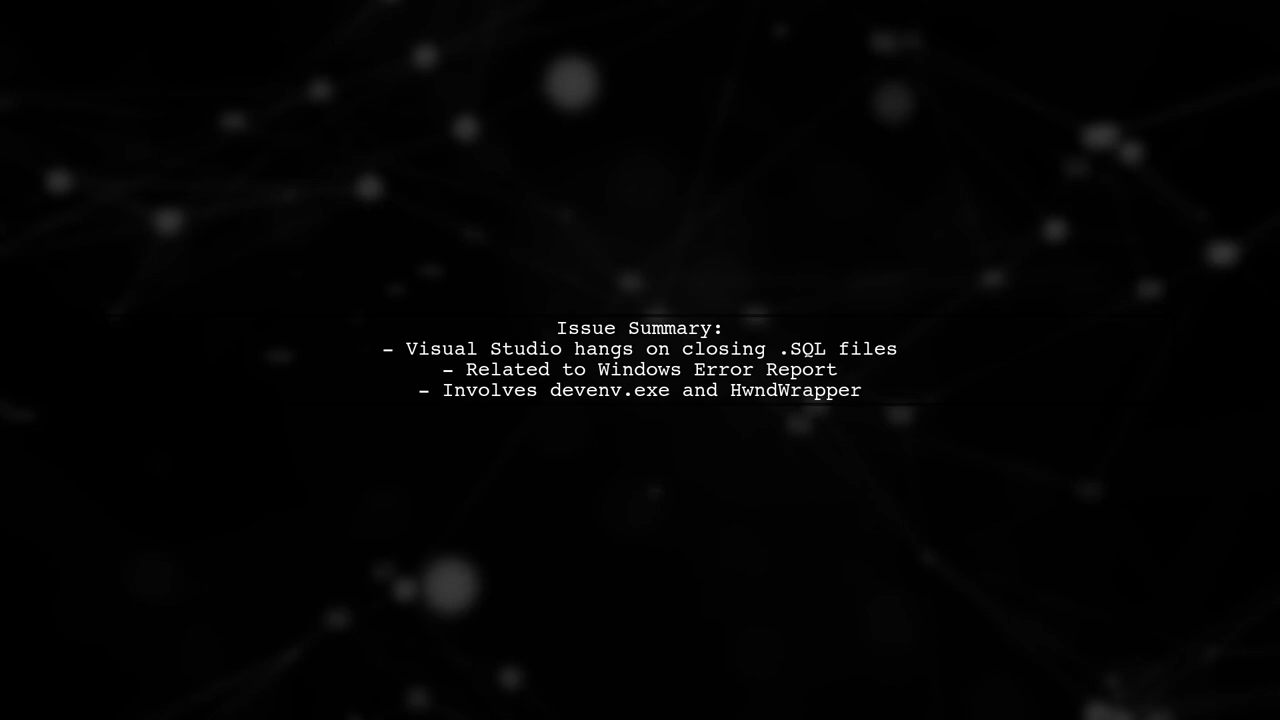 Issue Summary:
- Visual Studio hangs on closing .SQL files
- Related to Windows Error Report
- Involves devenv.exe and HwndWrapper